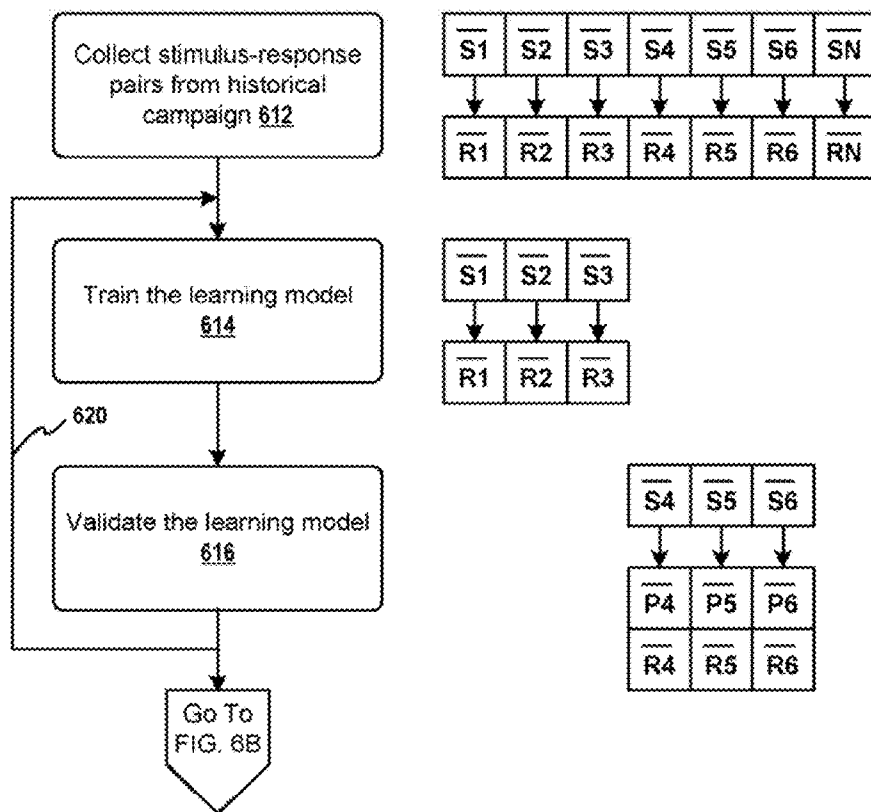 Collect stimulus-response
pairs from historical
campaign 612
S1 S2 S3 S4 S5 S6 SN
R1 R2 R3 R4 R5 R6 RN
Train the learning model
614
S1 S2 S3
R1 R2 R3
620
Validate the learning model
616
S4 S5 S6
P4 P5 P6
R4 R5 R6
Go To
FIG. 6B